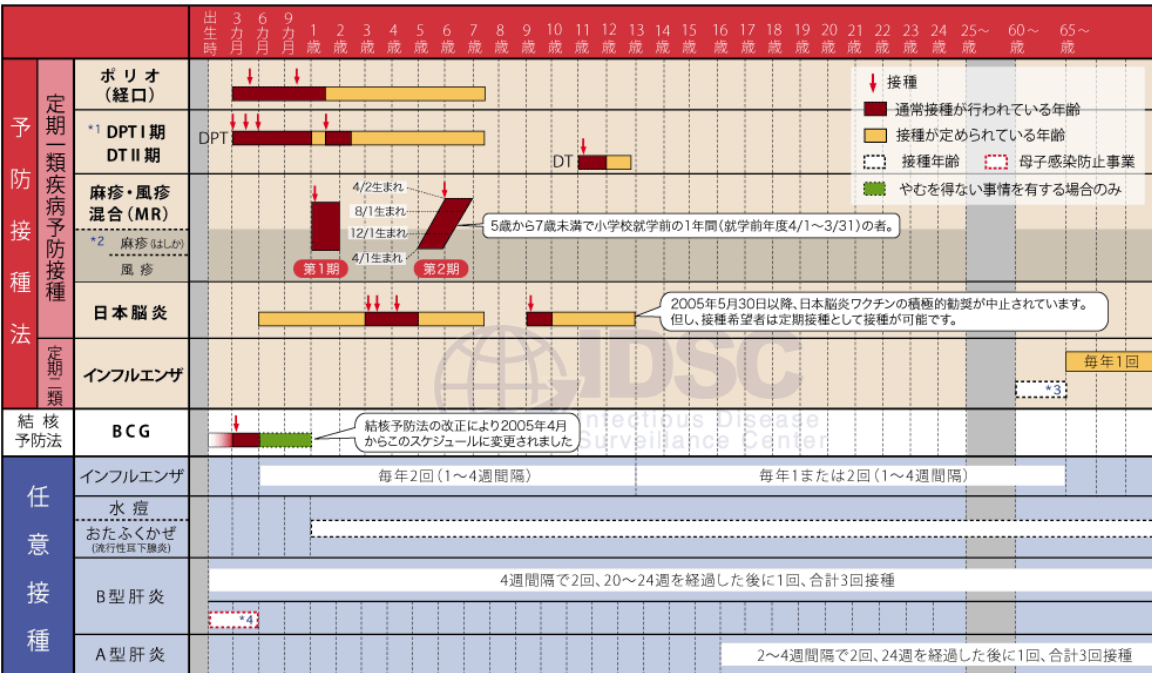 出生時 3カ月 6カ月 9カ月 1歳 2歳 3歳 4歳 5歳 6歳 7歳 8歳 9歳 10歳 11歳 12歳 13歳 14歳 15歳 16歳 17歳 18歳 19歳 20歳 21歳 22歳 23歳 24歳 25～歳 60～歳 65～歳
予防接種法
定期一類疾病予防接種
ポリオ
（経口）
接種
通常接種が行われている年齢
接種が定められている年齢
接種年齢 母子感染防止事業
やむを得ない事情を有する場合のみ
*1 DPTⅠ期
DTⅡ期
DPT
DT
麻疹・風疹
混合（MR）
*2 麻疹（はしか）
風疹
4/2生まれ
8/1生まれ
12/1生まれ
4/1生まれ
第1期
第2期
5歳から7歳未満で小学校就学前の1年間（就学前年度4/1～3/31）の者。
日本脳炎
2005年5月30日以降、日本脳炎ワクチンの積極的勧奨が中止されています。
但し、接種希望者は定期接種として接種が可能です。
定期二類
インフルエンザ
毎年1回
*3
IDSC
Infectious Disease
Surveillance Center
結核
予防法
BCG
結核予防法の改正により2005年4月
からこのスケジュールに変更されました
任意接種
インフルエンザ
毎年2回（1～4週間隔）
毎年1または2回（1～4週間隔）
水痘
おたふくかぜ
（流行性耳下腺炎）
B型肝炎
4週間隔で2回、20～24週を経過した後に1回、合計3回接種
*4
A型肝炎
2～4週間隔で2回、24週を経過した後に1回、合計3回接種